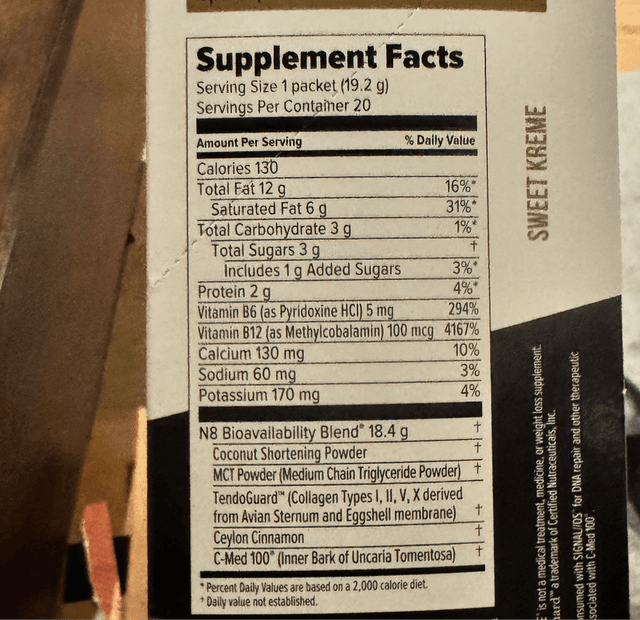 Supplement Facts
Serving Size 1 packet (19.2 g)
Servings Per Container 20
Amount Per Serving % Daily Value
Calories 130
Total Fat 12 g 16%*
Saturated Fat 6 g 31%*
Total Carbohydrate 3 g 1%*
Total Sugars 3 g †
Includes 1 g Added Sugars 3%*
Protein 2 g 4%*
Vitamin B6 (as Pyridoxine HCl) 5 mg 294%
Vitamin B12 (as Methylcobalamin) 100 mcg 4167%
Calcium 130 mg 10%
Sodium 60 mg 3%
Potassium 170 mg 4%
N8 Bioavailability Blend® 18.4 g †
Coconut Shortening Powder
MCT Powder (Medium Chain Triglyceride Powder) †
TendoGuard™ (Collagen Types I, II, V, X derived
from Avian Sternum and Eggshell membrane) †
Ceylon Cinnamon †
C-Med 100® (Inner Bark of Uncaria Tomentosa) †
* Percent Daily Values are based on a 2,000 calorie diet.
† Daily value not established.
SWEET KREME
is not a medical treatment, medicine, or weight loss supplement.
a trademark of Certified Nutraceuticals, Inc.
for DNA repair and other therapeutic
with C-Med 100®.